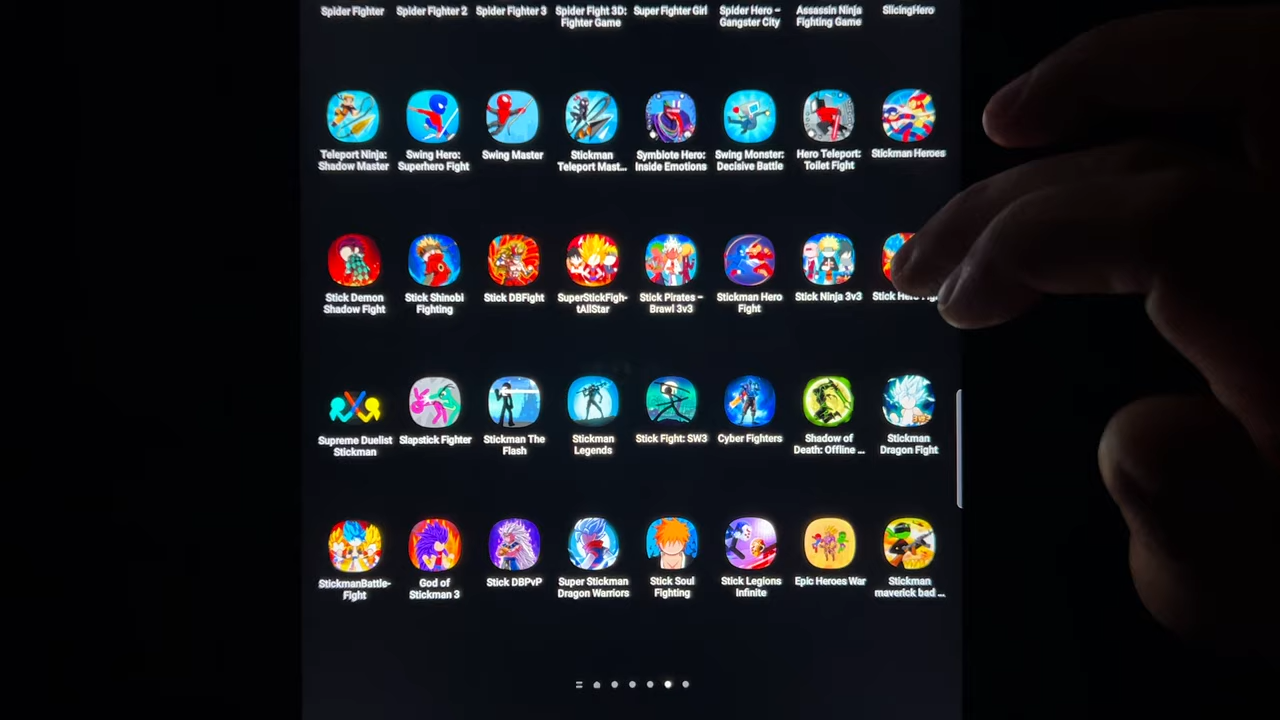 Spider Fighter
Spider Fighter 2
Spider Fighter 3
Spider Fight 3D:
Fighter Game
Super Fighter Girl
Spider Hero –
Gangster City
Assassin Ninja
Fighting Game
SlicingHero
Teleport Ninja:
Shadow Master
Swing Hero:
Superhero Fight
Swing Master
Stickman
Teleport Mast...
Symbiote Hero:
Inside Emotions
Swing Monster:
Decisive Battle
Hero Teleport:
Toilet Fight
Stickman Heroes
Stick Demon
Shadow Fight
Stick Shinobi
Fighting
Stick DBFight
SuperStickFigh-
tAllStar
Stick Pirates –
Brawl 3v3
Stickman Hero
Fight
Stick Ninja 3v3
Stick Hero
Supreme Duelist
Stickman
Slapstick Fighter
Stickman The
Flash
Stickman
Legends
Stick Fight: SW3
Cyber Fighters
Shadow of
Death: Offline ...
Stickman
Dragon Fight
StickmanBattle-
Fight
God of
Stickman 3
Stick DBPvP
Super Stickman
Dragon Warriors
Stick Soul
Fighting
Stick Legions
Infinite
Epic Heroes War
Stickman
maverick bad ...